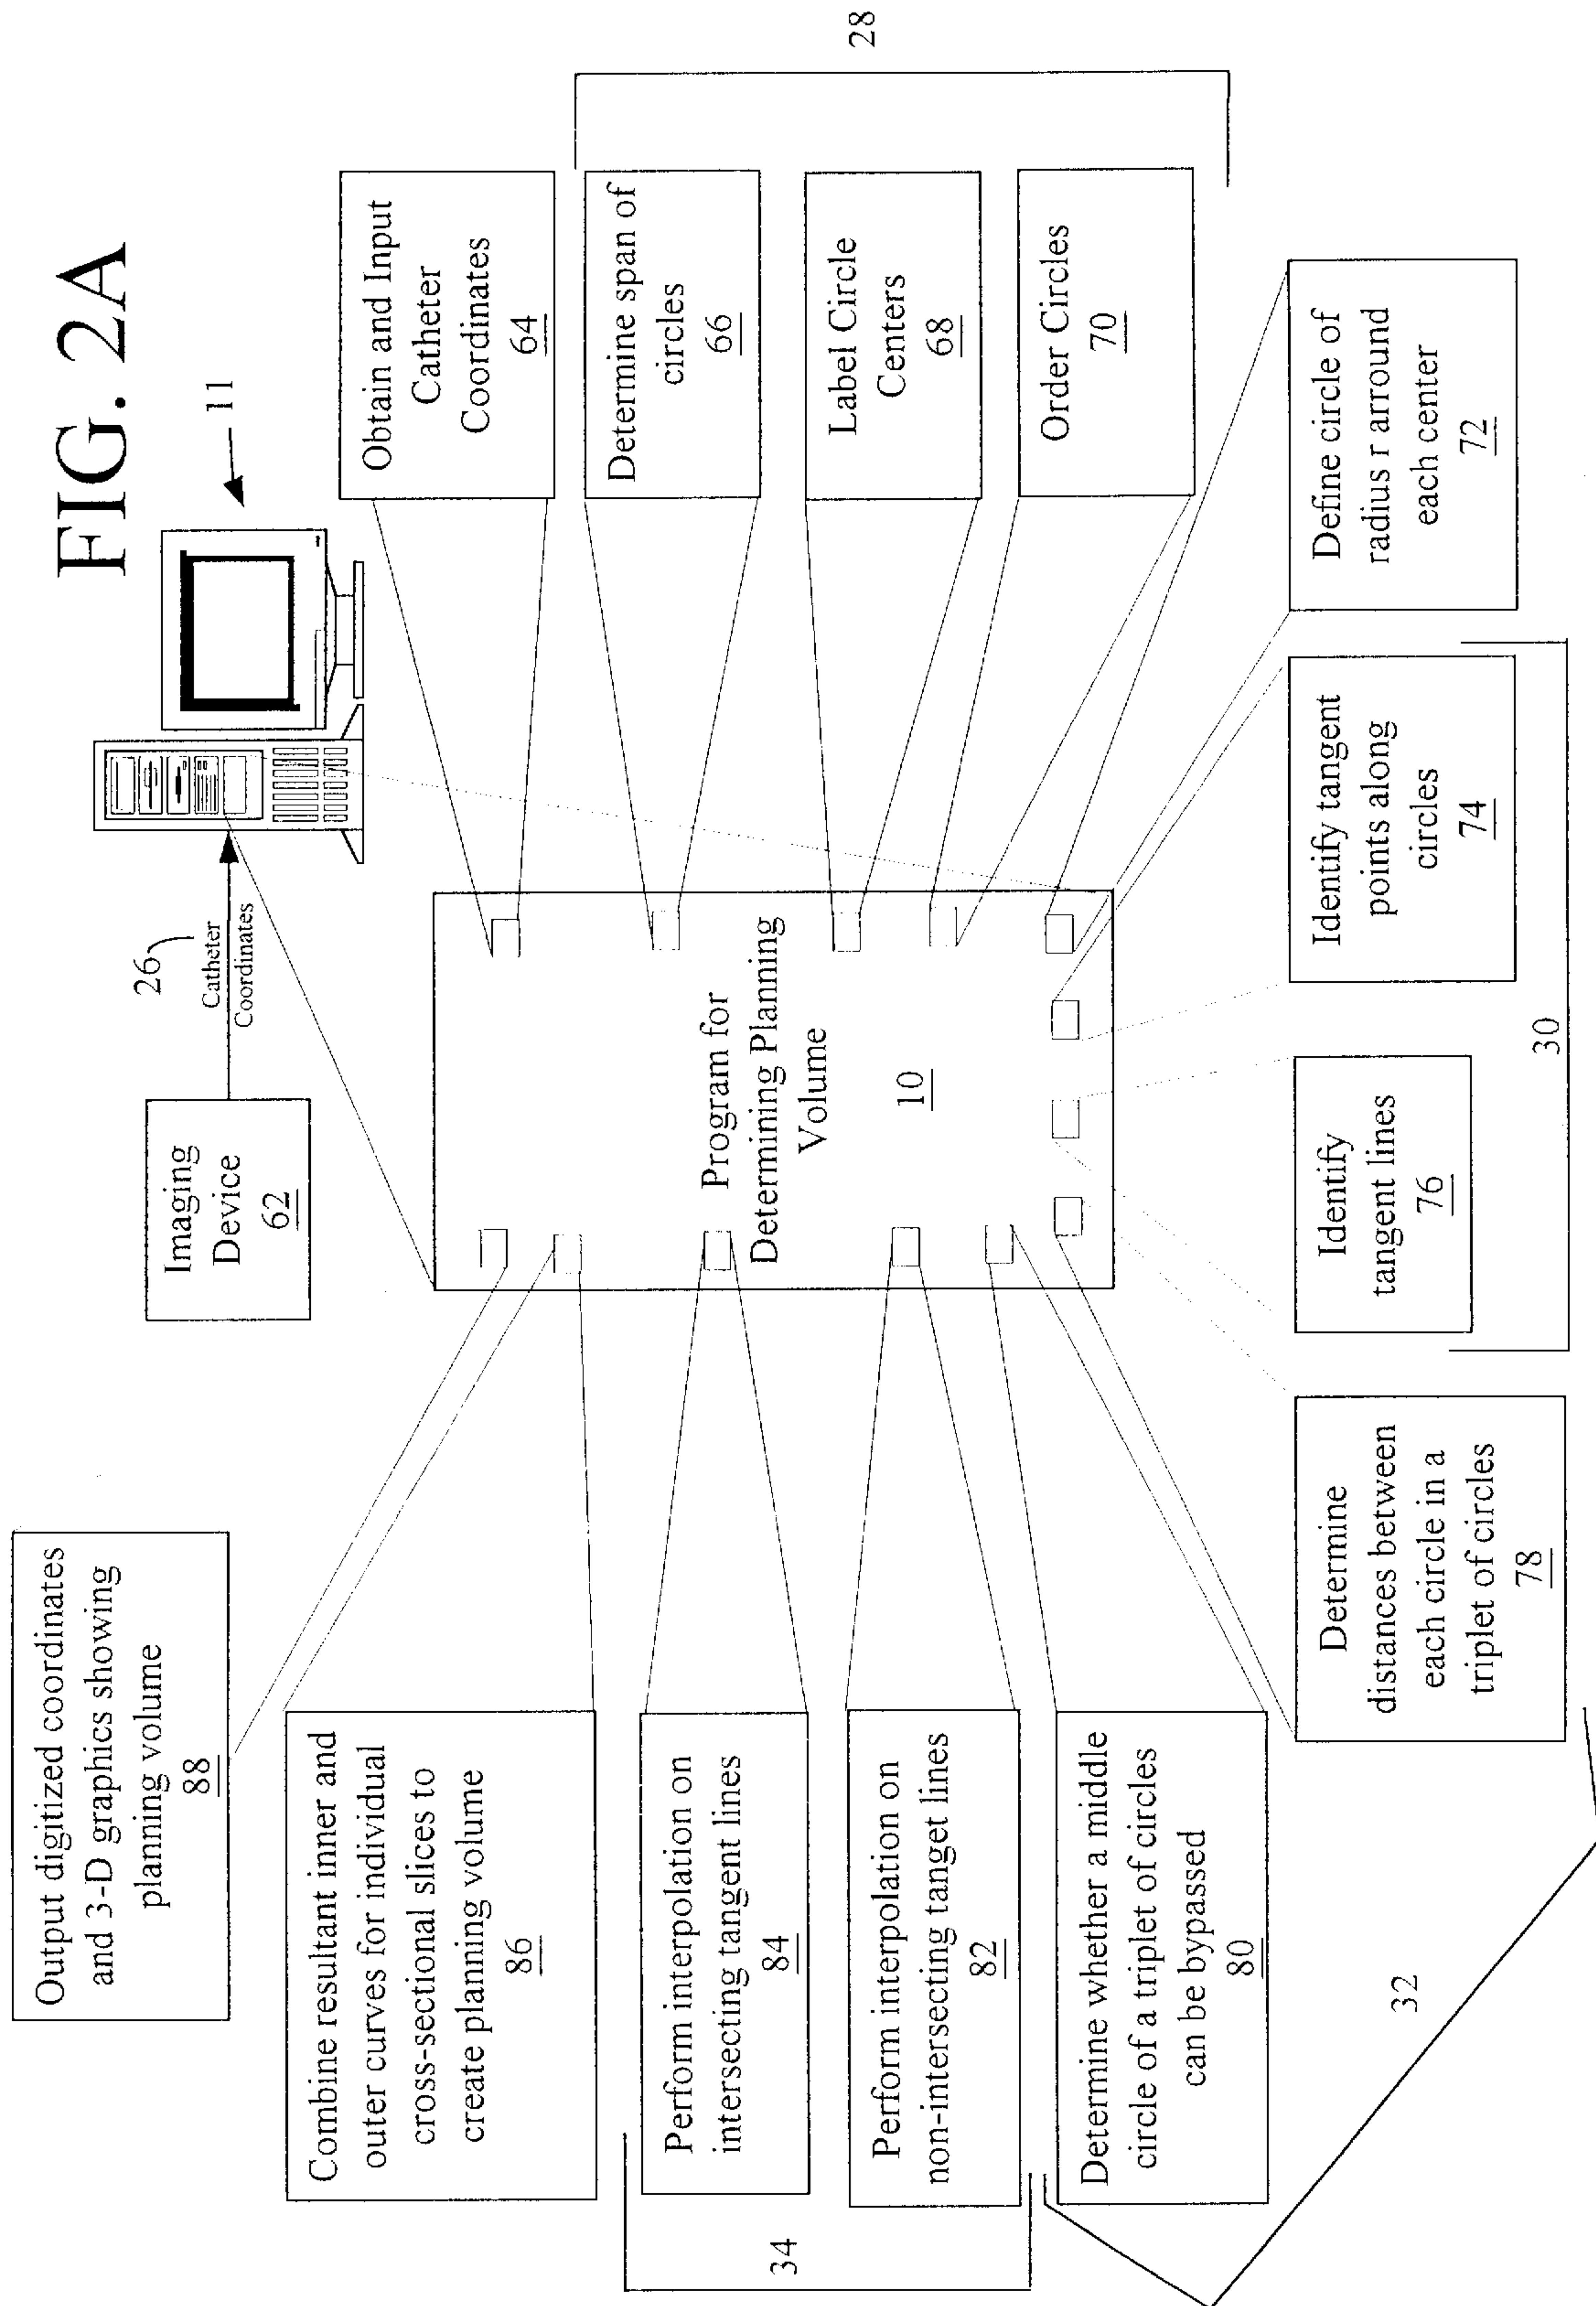 FIG. 2A
11
Imaging
Device
62
26
Catheter
Coordinates
Program for
Determining Planning
Volume
10
Obtain and Input
Catheter
Coordinates
64
Determine span of
circles
66
Label Circle
Centers
68
Order Circles
70
28
Define circle of
radius r arround
each center
72
Identify tangent
points along
circles
74
Identify
tangent lines
76
30
Determine
distances between
each circle in a
triplet of circles
78
Determine whether a middle
circle of a triplet of circles
can be bypassed
80
32
Perform interpolation on
non-intersecting tanget lines
82
Perform interpolation on
intersecting tangent lines
84
34
Combine resultant inner and
outer curves for individual
cross-sectional slices to
create planning volume
86
Output digitized coordinates
and 3-D graphics showing
planning volume
88